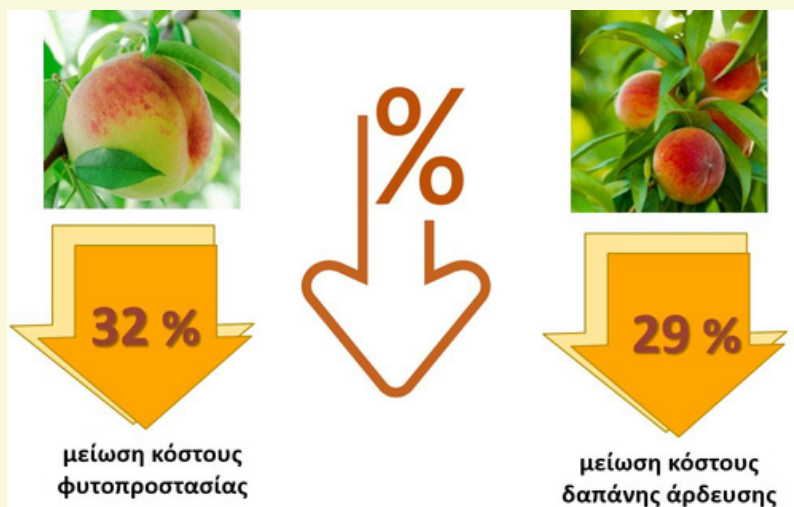 %
32 %
μείωση κόστους
φυτοπροστασίας
29 %
μείωση κόστους
δαπάνης άρδευσης